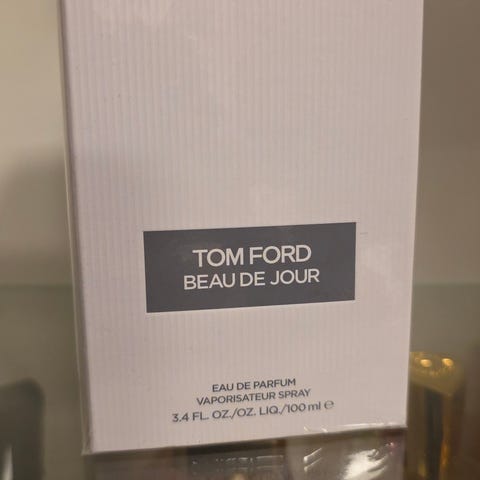 TOM FORD
BEAU DE JOUR
EAU DE PARFUM
VAPORISATEUR SPRAY
3.4 FL. OZ./OZ. LIQ./100 ml ℮